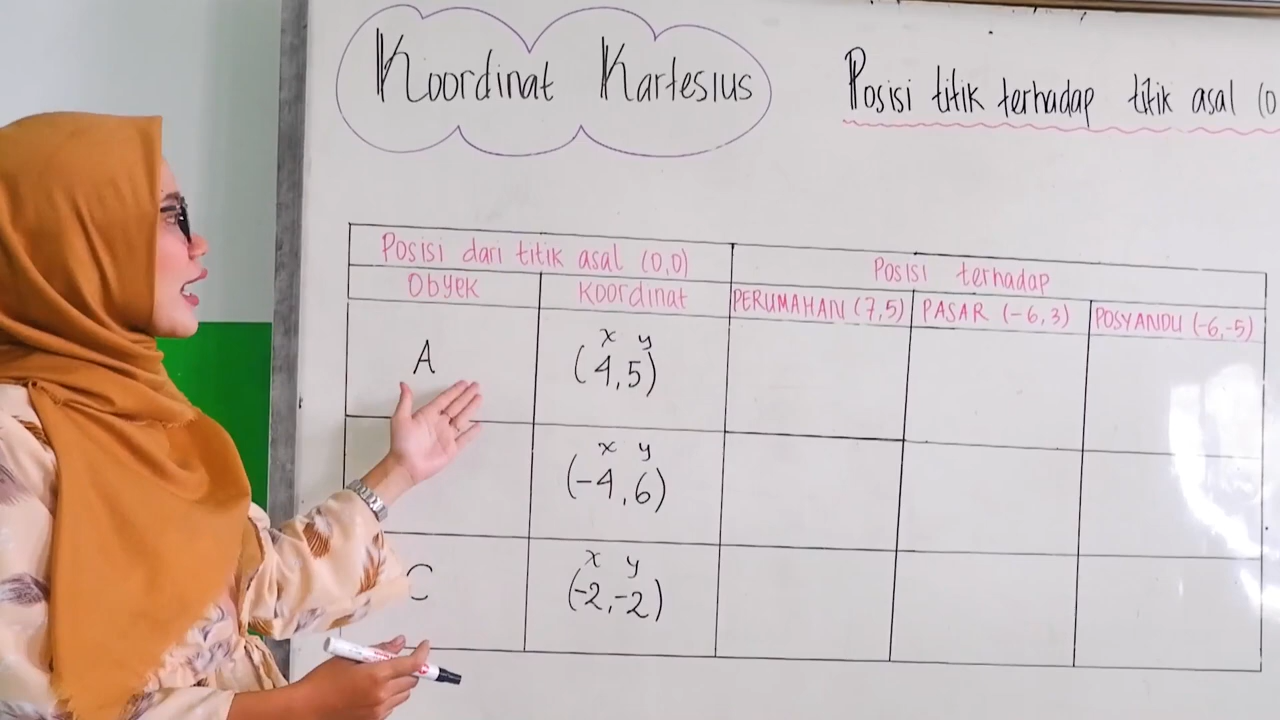 Koordinat Kartesius
Posisi titik terhadap titik asal (0
Posisi dari titik asal (0,0)
Posisi terhadap
Obyek
Koordinat
PERUMAHAN (7,5)
PASAR (-6,3)
POSYANDU (-6,-5)
A
x y
(4,5)
x y
(-4,6)
C
x y
(-2,-2)